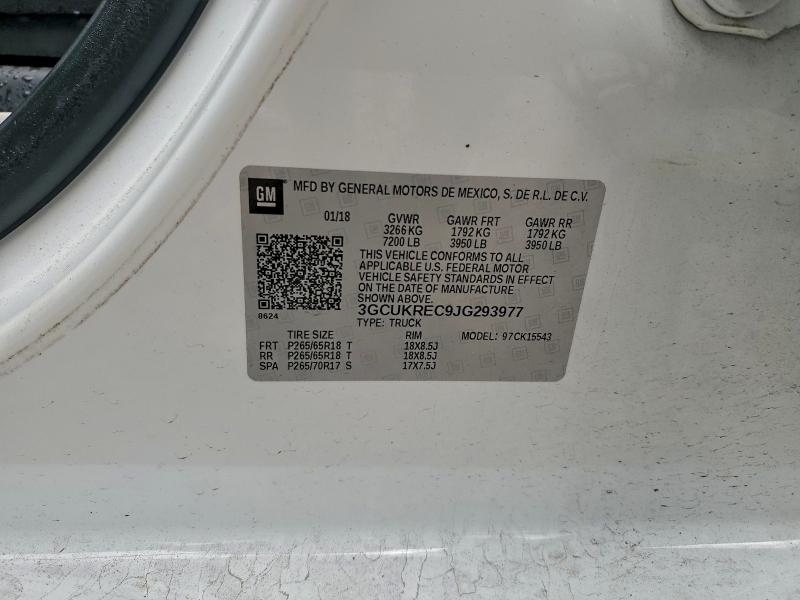 GM MFD BY GENERAL MOTORS DE MEXICO, S. DE R.L. DE C.V.
01/18 GVWR GAWR FRT GAWR RR
3266 KG 1792 KG 1792 KG
7200 LB 3950 LB 3950 LB
THIS VEHICLE CONFORMS TO ALL
APPLICABLE U.S. FEDERAL MOTOR
VEHICLE SAFETY STANDARDS IN EFFECT
ON THE DATE OF MANUFACTURE
SHOWN ABOVE.
8624
3GCUKREC9JG293977
TYPE: TRUCK
TIRE SIZE RIM MODEL: 97CK15543
FRT P265/65R18 T 18X8.5J
RR P265/65R18 T 18X8.5J
SPA P265/70R17 S 17X7.5J